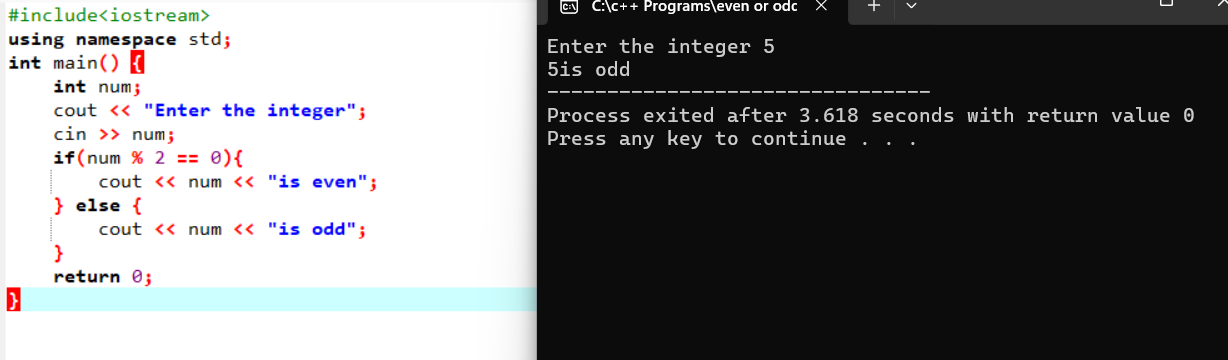 #include<iostream>
using namespace std;
int main() {
    int num;
    cout << "Enter the integer";
    cin >> num;
    if(num % 2 == 0){
        cout << num << "is even";
    } else {
        cout << num << "is odd";
    }
    return 0;
}
C:\c++ Programs\even or odc
Enter the integer 5
5is odd
--------------------------------
Process exited after 3.618 seconds with return value 0
Press any key to continue . . .